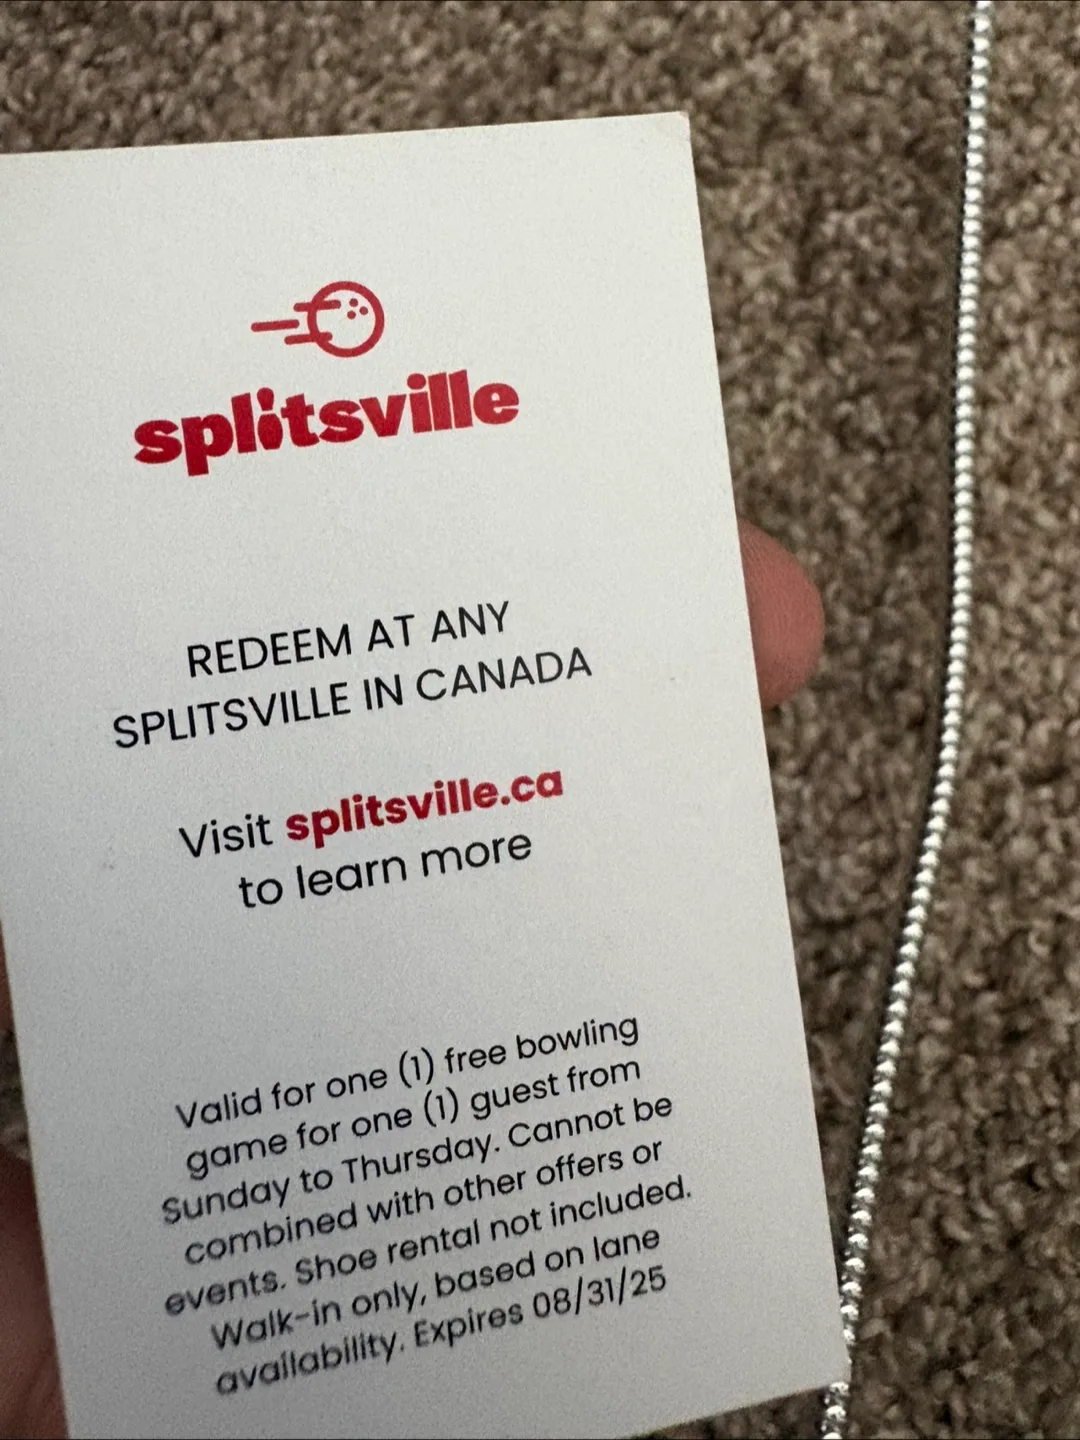 splitsville
REDEEM AT ANY
SPLITSVILLE IN CANADA
Visit splitsville.ca
to learn more
Valid for one (1) free bowling
game for one (1) guest from
Sunday to Thursday. Cannot be
combined with other offers or
events. Shoe rental not included.
Walk-in only, based on lane
availability. Expires 08/31/25